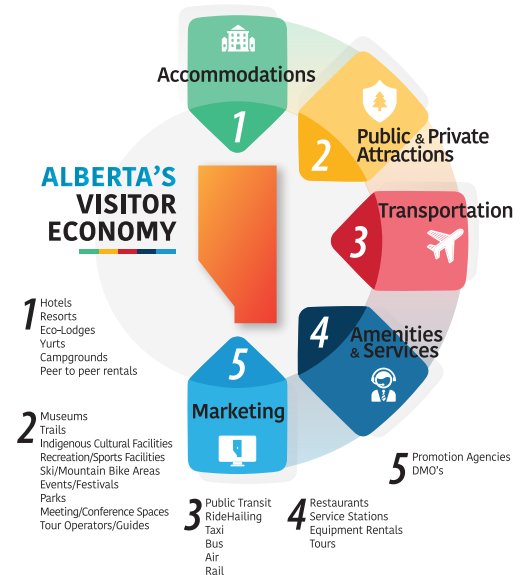 Accommodations
1
Public & Private
Attractions
2
ALBERTA'S
VISITOR
ECONOMY
Transportation
3
4
Amenities
& Services
5
Marketing
1
Hotels
Resorts
Eco-Lodges
Yurts
Campgrounds
Peer to peer rentals
2
Museums
Trails
Indigenous Cultural Facilities
Recreation/Sports Facilities
Ski/Mountain Bike Areas
Events/Festivals
Parks
Meeting/Conference Spaces
Tour Operators/Guides
3
Public Transit
RideHailing
Taxi
Bus
Air
Rail
4
Restaurants
Service Stations
Equipment Rentals
Tours
5
Promotion Agencies
DMO's